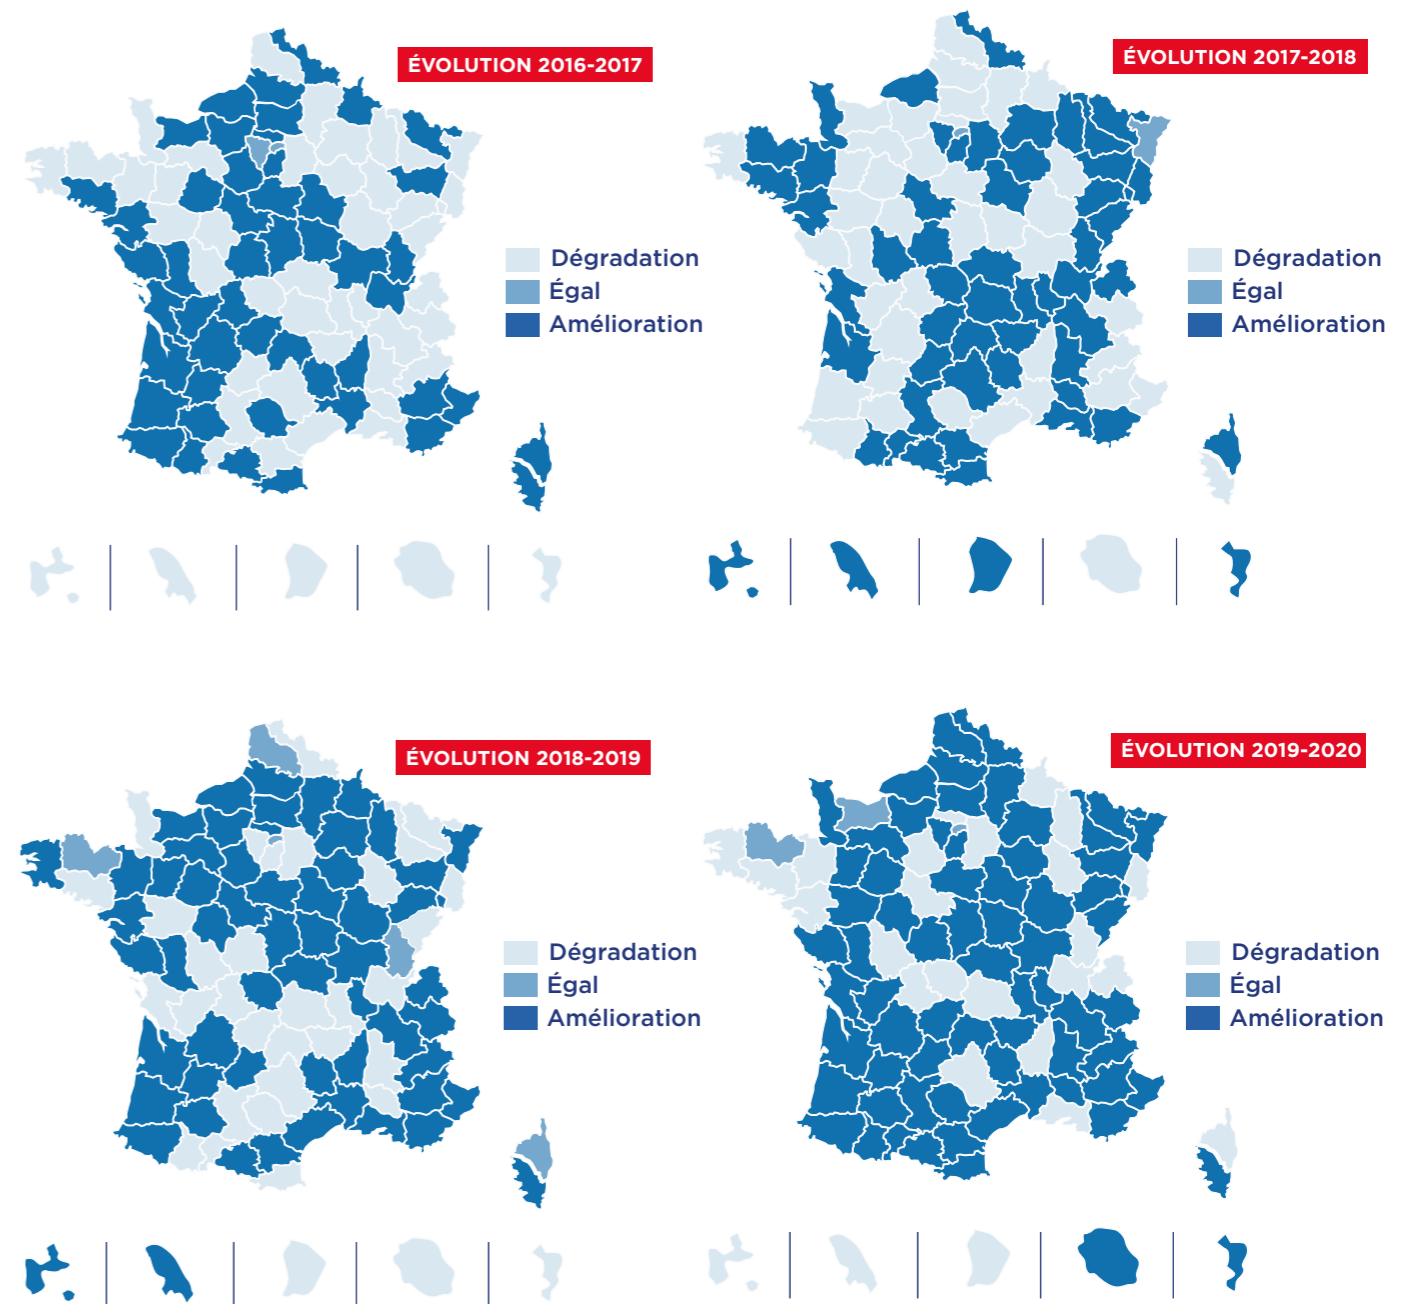 ÉVOLUTION 2016-2017
Dégradation
Égal
Amélioration
ÉVOLUTION 2017-2018
Dégradation
Égal
Amélioration
ÉVOLUTION 2018-2019
Dégradation
Égal
Amélioration
ÉVOLUTION 2019-2020
Dégradation
Égal
Amélioration